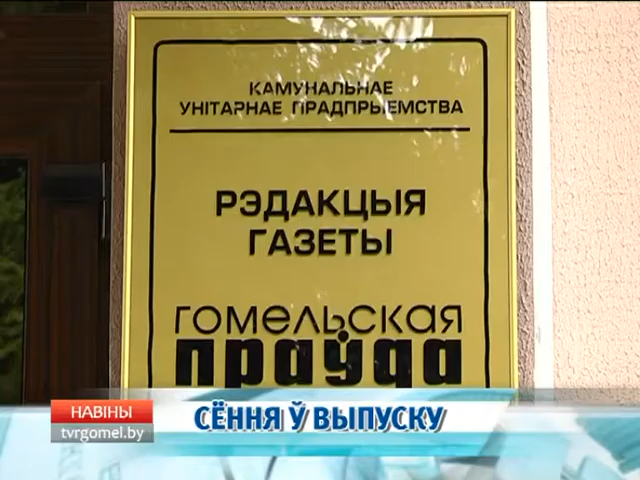 КАМУНАЛЬНАЕ
УНІТАРНАЕ ПРАДПРЫЕМСТВА
РЭДАКЦЫЯ
ГАЗЕТЫ
гомельская
праўда
НАВІНЫ
tvrgomel.by
СЁННЯ Ў ВЫПУСКУ